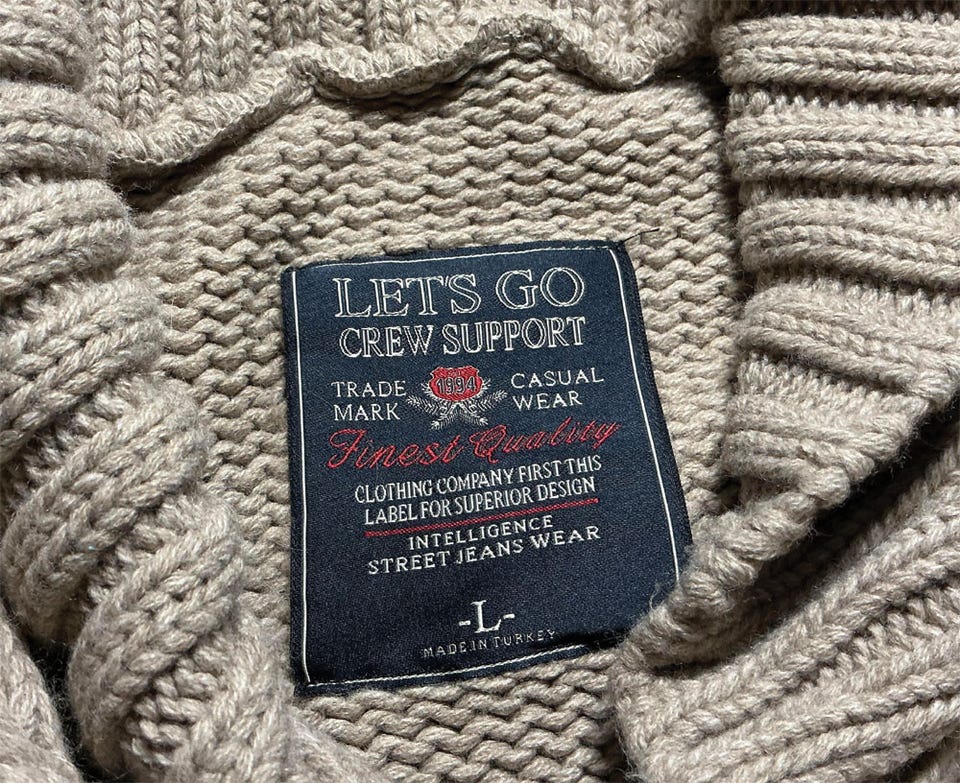 LET'S GO
CREW SUPPORT
TRADE MARK
1994
CASUAL WEAR
Finest Quality
CLOTHING COMPANY FIRST THIS
LABEL FOR SUPERIOR DESIGN
INTELLIGENCE
STREET JEANS WEAR
-L-
MADE IN TURKEY